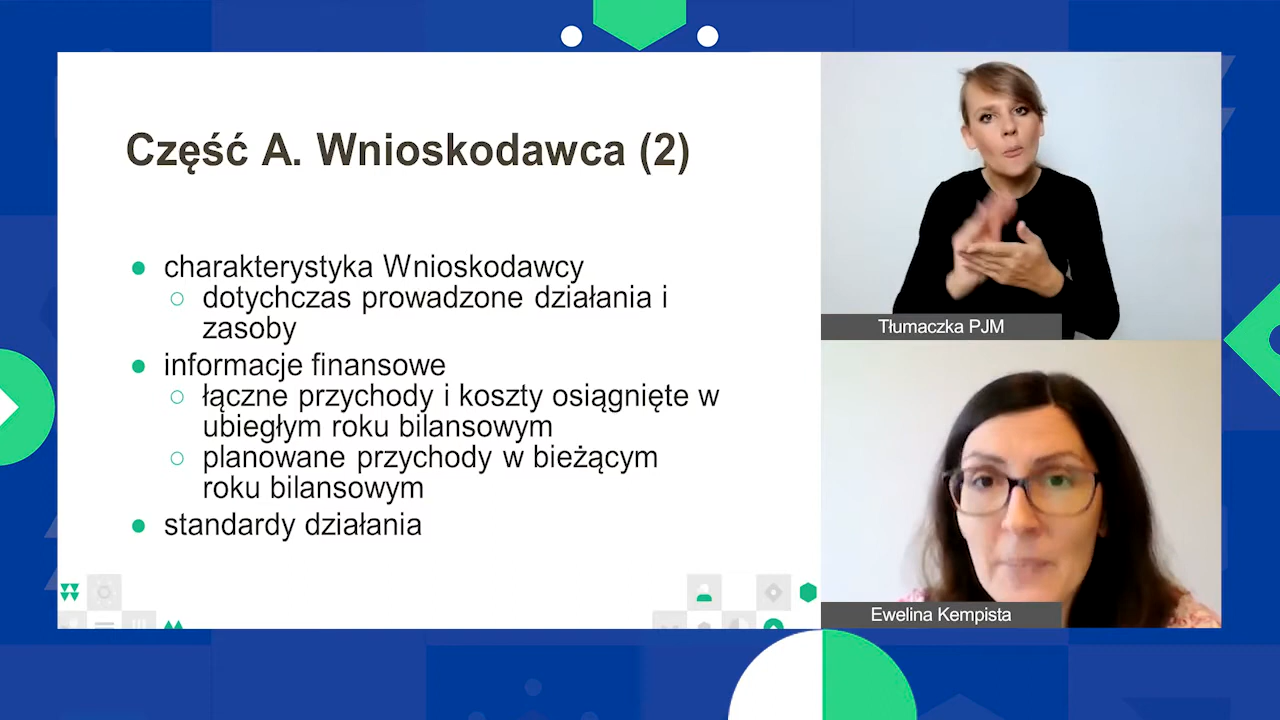 Część A. Wnioskodawca (2)
charakterystyka Wnioskodawcy
dotychczas prowadzone działania i
zasoby
informacje finansowe
łączne przychody i koszty osiągnięte w
ubiegłym roku bilansowym
planowane przychody w bieżącym
roku bilansowym
standardy działania
Tłumaczka PJM
Ewelina Kempista